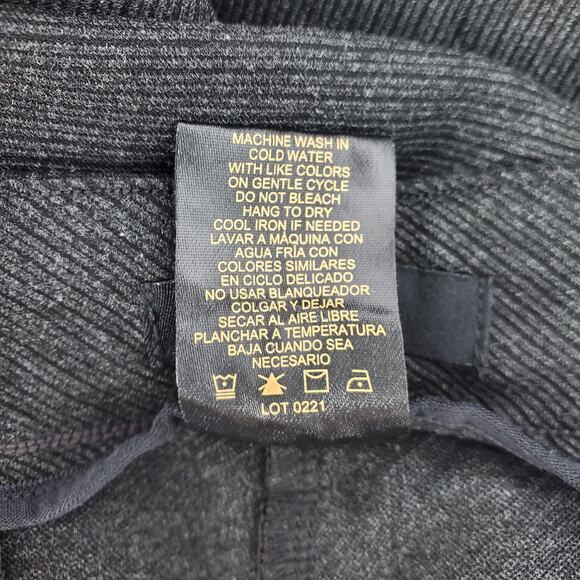 MACHINE WASH IN
COLD WATER
WITH LIKE COLORS
ON GENTLE CYCLE
DO NOT BLEACH
HANG TO DRY
COOL IRON IF NEEDED
LAVAR A MÁQUINA CON
AGUA FRÍA CON
COLORES SIMILARES
EN CICLO DELICADO
NO USAR BLANQUEADOR
COLGAR Y DEJAR
SECAR AL AIRE LIBRE
PLANCHAR A TEMPERATURA
BAJA CUANDO SEA
NECESARIO
LOT 0221